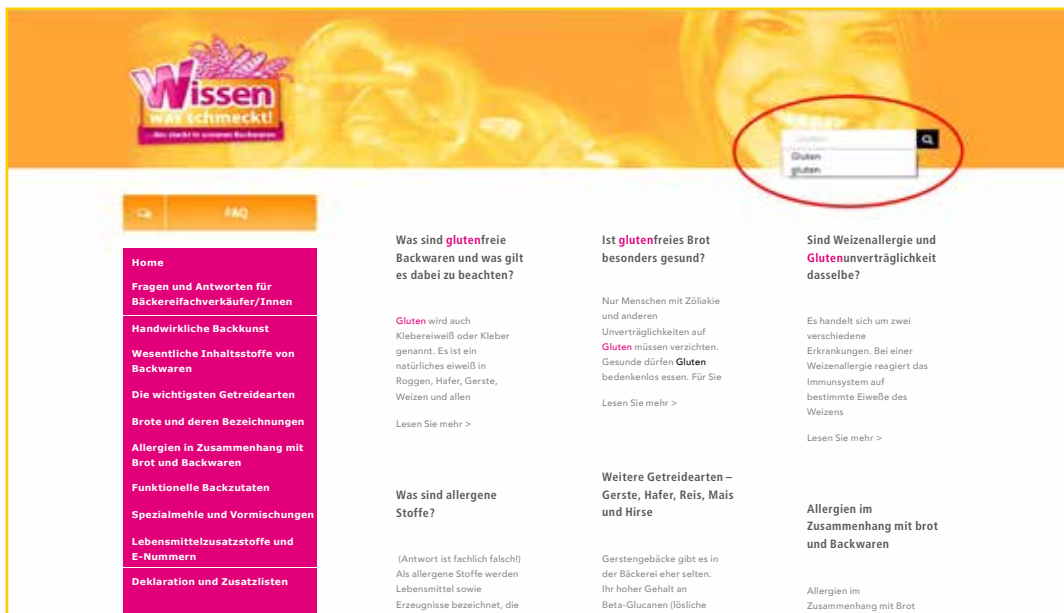 Wissen
was schmeckt!
...das steckt in unseren Backwaren
Gluten
gluten
FAQ
Home
Fragen und Antworten für
Bäckereifachverkäufer/Innen
Handwirkliche Backkunst
Wesentliche Inhaltsstoffe von
Backwaren
Die wichtigsten Getreidearten
Brote und deren Bezeichnungen
Allergien in Zusammenhang mit
Brot und Backwaren
Funktionelle Backzutaten
Spezialmehle und Vormischungen
Lebensmittelzusatzstoffe und
E-Nummern
Deklaration und Zusatzlisten
Was sind glutenfreie
Backwaren und was gilt
es dabei zu beachten?
Gluten wird auch
Klebereiweiß oder Kleber
genannt. Es ist ein
natürliches eiweiß in
Roggen, Hafer, Gerste,
Weizen und allen
Lesen Sie mehr >
Ist glutenfreies Brot
besonders gesund?
Nur Menschen mit Zöliakie
und anderen
Unverträglichkeiten auf
Gluten müssen verzichten.
Gesunde dürfen Gluten
bedenkenlos essen. Für Sie
Lesen Sie mehr >
Sind Weizenallergie und
Glutenunverträglichkeit
dasselbe?
Es handelt sich um zwei
verschiedene
Erkrankungen. Bei einer
Weizenallergie reagiert das
Immunsystem auf
bestimmte Eiweße des
Weizens
Lesen Sie mehr >
Was sind allergene
Stoffe?
(Antwort ist fachlich falsch!)
Als allergene Stoffe werden
Lebensmittel sowie
Erzeugnisse bezeichnet, die
Weitere Getreidearten –
Gerste, Hafer, Reis, Mais
und Hirse
Gerstengebäcke gibt es in
der Bäckerei eher selten.
Ihr hoher Gehalt an
Beta-Glucanen (lösliche
Allergien im
Zusammenhang mit brot
und Backwaren
Allergien im
Zusammenhang mit Brot